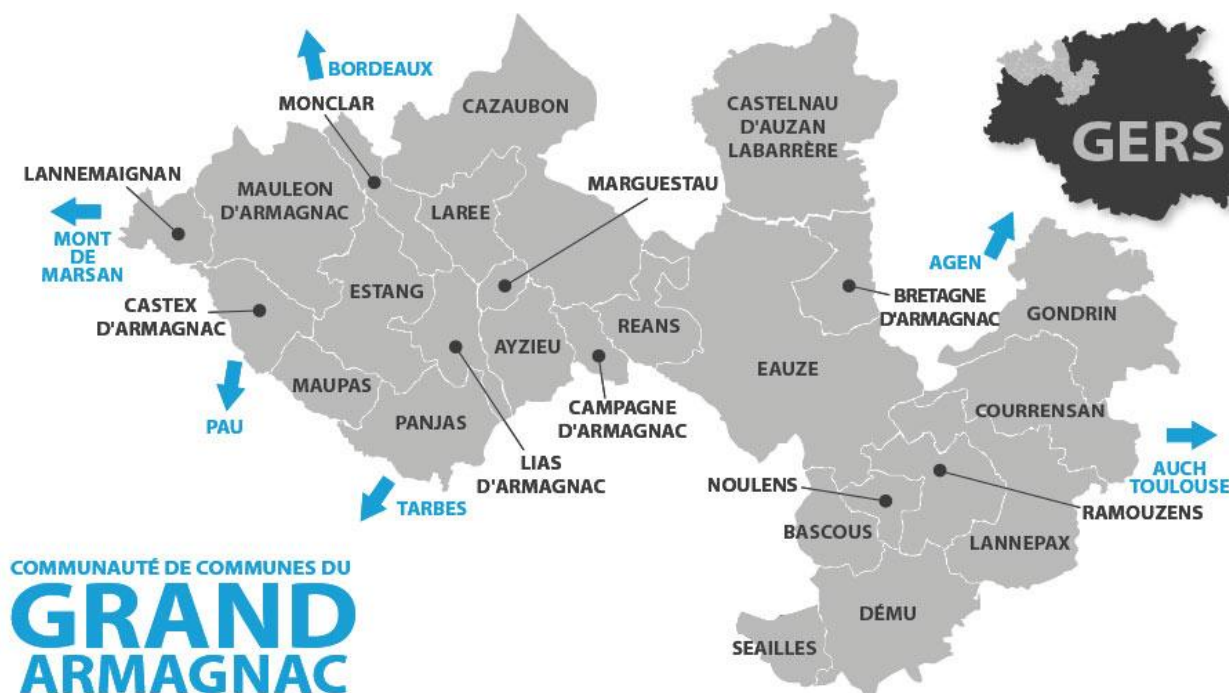 BORDEAUX
MONCLAR
CAZAUBON
CASTELNAU
D'AUZAN
LABARRÈRE
GERS
LANNEMAIGNAN
MAULEON
D'ARMAGNAC
LAREE
MARGUESTAU
MONT
DE
MARSAN
AGEN
CASTEX
D'ARMAGNAC
ESTANG
REANS
BRETAGNE
D'ARMAGNAC
GONDRIN
AYZIEU
EAUZE
MAUPAS
PAU
PANJAS
CAMPAGNE
D'ARMAGNAC
COURRENSAN
LIAS
D'ARMAGNAC
TARBES
NOULENS
AUCH
TOULOUSE
RAMOUZENS
BASCOUS
LANNEPAX
DÉMU
SEAILLES
COMMUNAUTÉ DE COMMUNES DU
GRAND
ARMAGNAC